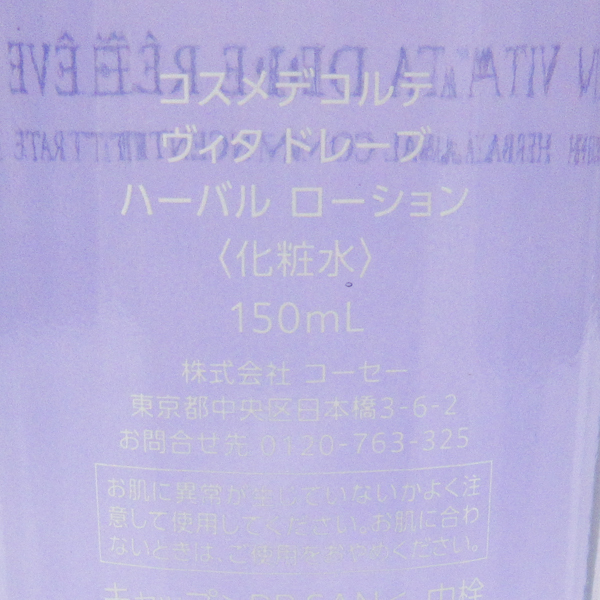 コスメデコルテ
ヴィタ ドレーブ
ハーバル ローション
〈化粧水〉
150mL
株式会社 コーセー
東京都中央区日本橋3-6-2
お問合せ先 0120-763-325
お肌に異常が生じていないかよく注
意して使用してください。お肌に合わ
ないときは、ご使用をおやめください。